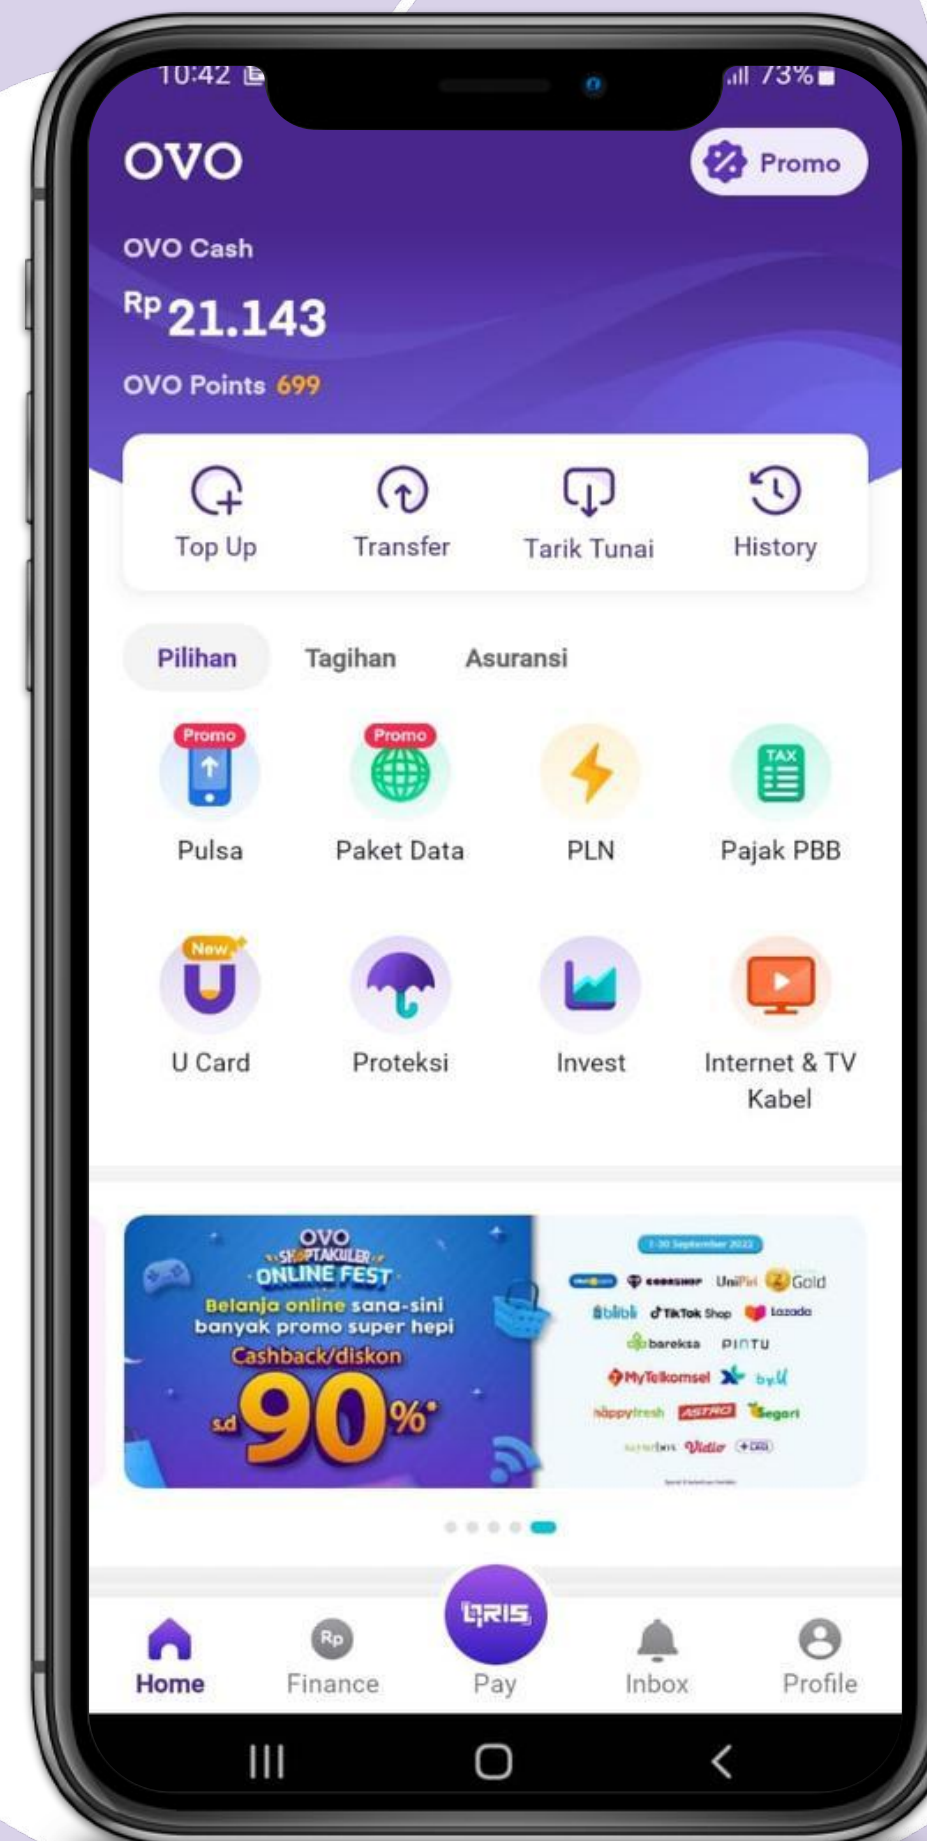 10:42
73%
OVO
Promo
OVO Cash
Rp 21.143
OVO Points 699
Top Up
Transfer
Tarik Tunai
History
Pilihan
Tagihan
Asuransi
Promo
Promo
TAX
Pulsa
Paket Data
PLN
Pajak PBB
New
U Card
Proteksi
Invest
Internet & TV
Kabel
OVO
SHOPTAKULER
ONLINE FEST
Belanja online sana-sini
banyak promo super hepi
Cashback/diskon
s.d 90%*
1-30 September 2022
CODASHOP UniPin Gold
blibli TikTok Shop Lazada
bareksa PINTU
MyTelkomsel by.U
happyfresh ASTRO Segari
Vidio
QRIS
Rp
Home
Finance
Pay
Inbox
Profile